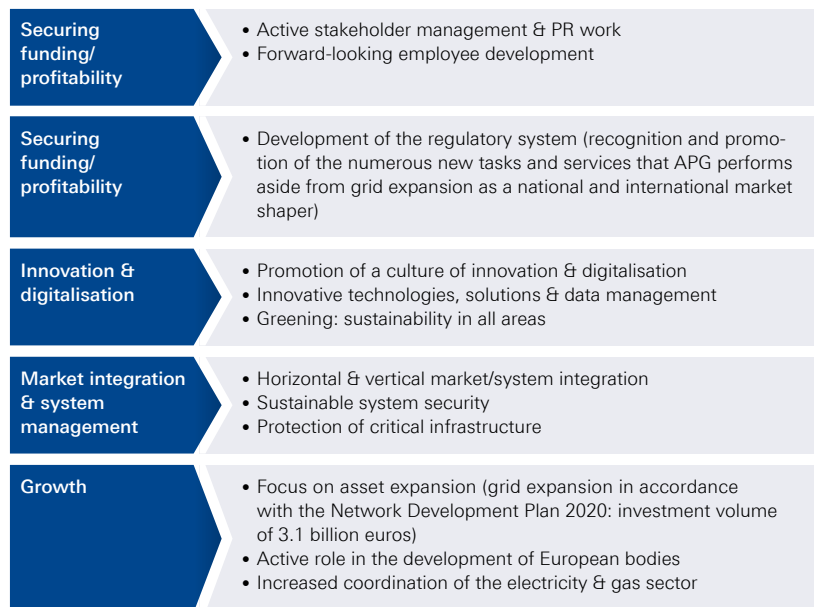 Securing
funding/
profitability
• Active stakeholder management & PR work
• Forward-looking employee development
Securing
funding/
profitability
• Development of the regulatory system (recognition and promo-
tion of the numerous new tasks and services that APG performs
aside from grid expansion as a national and international market
shaper)
Innovation &
digitalisation
• Promotion of a culture of innovation & digitalisation
• Innovative technologies, solutions & data management
• Greening: sustainability in all areas
Market integration
& system
management
• Horizontal & vertical market/system integration
• Sustainable system security
• Protection of critical infrastructure
Growth
• Focus on asset expansion (grid expansion in accordance
with the Network Development Plan 2020: investment volume
of 3.1 billion euros)
• Active role in the development of European bodies
• Increased coordination of the electricity & gas sector